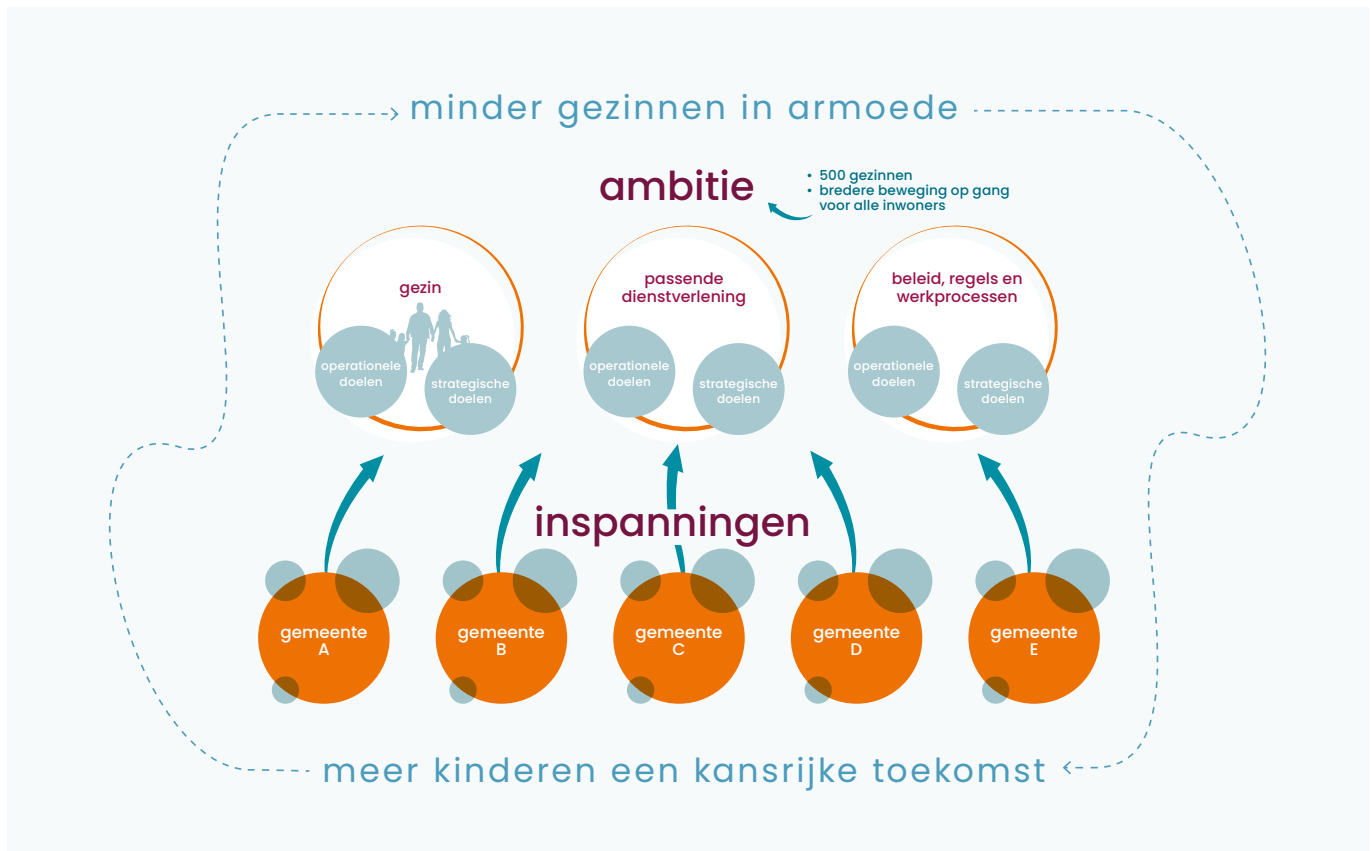 minder gezinnen in armoede
ambitie
• 500 gezinnen
• bredere beweging op gang
voor alle inwoners
gezin
operationele
doelen
strategische
doelen
passende
dienstverlening
operationele
doelen
strategische
doelen
beleid, regels en
werkprocessen
operationele
doelen
strategische
doelen
inspanningen
gemeente
A
gemeente
B
gemeente
C
gemeente
D
gemeente
E
meer kinderen een kansrijke toekomst